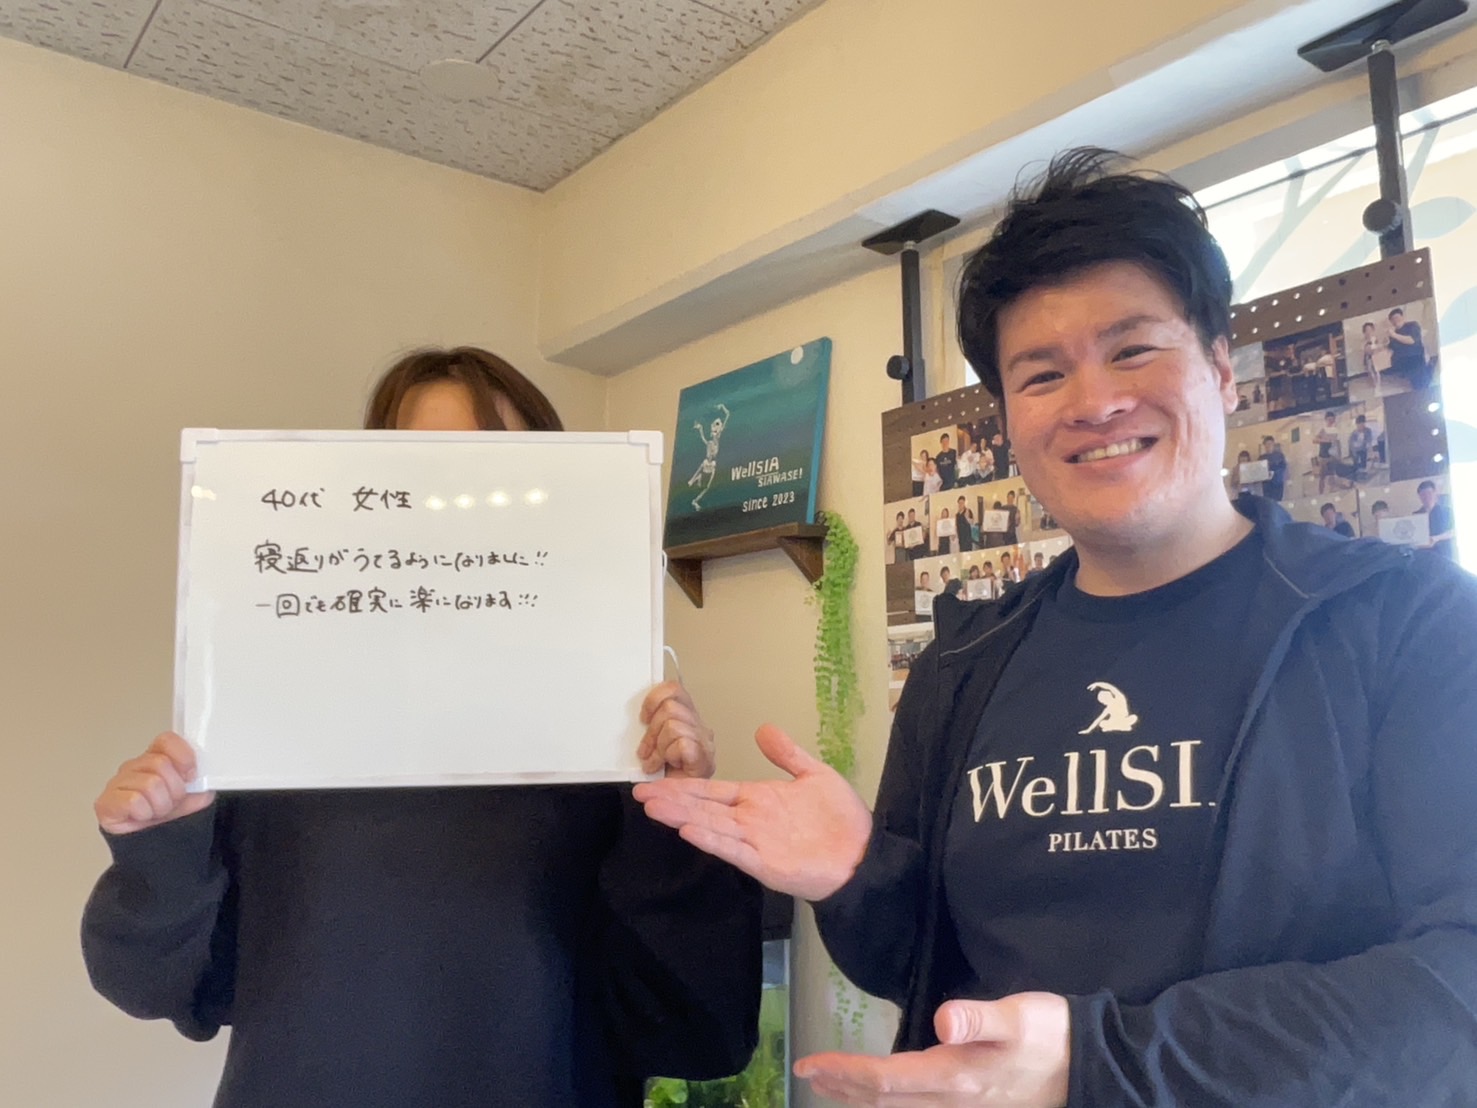 40代 女性
寝返りがうてるようになりました!!
一回でも確実に楽になります!!!
WellSIA
SIAWASE!
since 2023
WellSI
PILATES